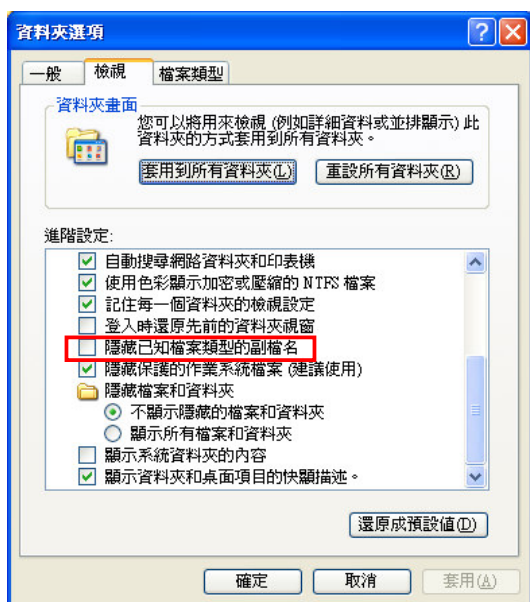 資料夾選項
一般
檢視
檔案類型
資料夾畫面
您可以將用來檢視 (例如詳細資料或並排顯示) 此
資料夾的方式套用到所有資料夾。
套用到所有資料夾(L)
重設所有資料夾(R)
進階設定:
自動搜尋網路資料夾和印表機
使用色彩顯示加密或壓縮的 NTFS 檔案
記住每一個資料夾的檢視設定
登入時還原先前的資料夾視窗
隱藏已知檔案類型的副檔名
隱藏保護的作業系統檔案 (建議使用)
隱藏檔案和資料夾
不顯示隱藏的檔案和資料夾
顯示所有檔案和資料夾
顯示系統資料夾的內容
顯示資料夾和桌面項目的快顯描述。
還原成預設值(D)
確定
取消
套用(A)